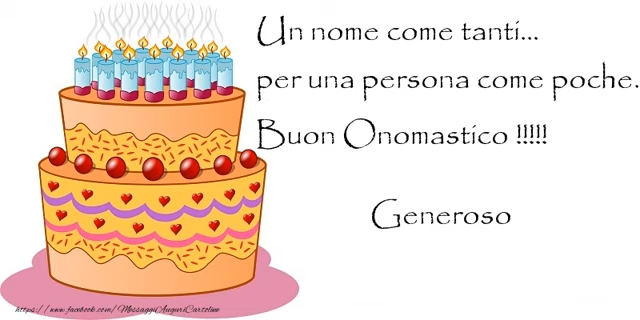 Un nome come tanti...
per una persona come poche.
Buon Onomastico !!!!!
Generoso
https://www.facebook.com/MessaggiAuguriCartoline